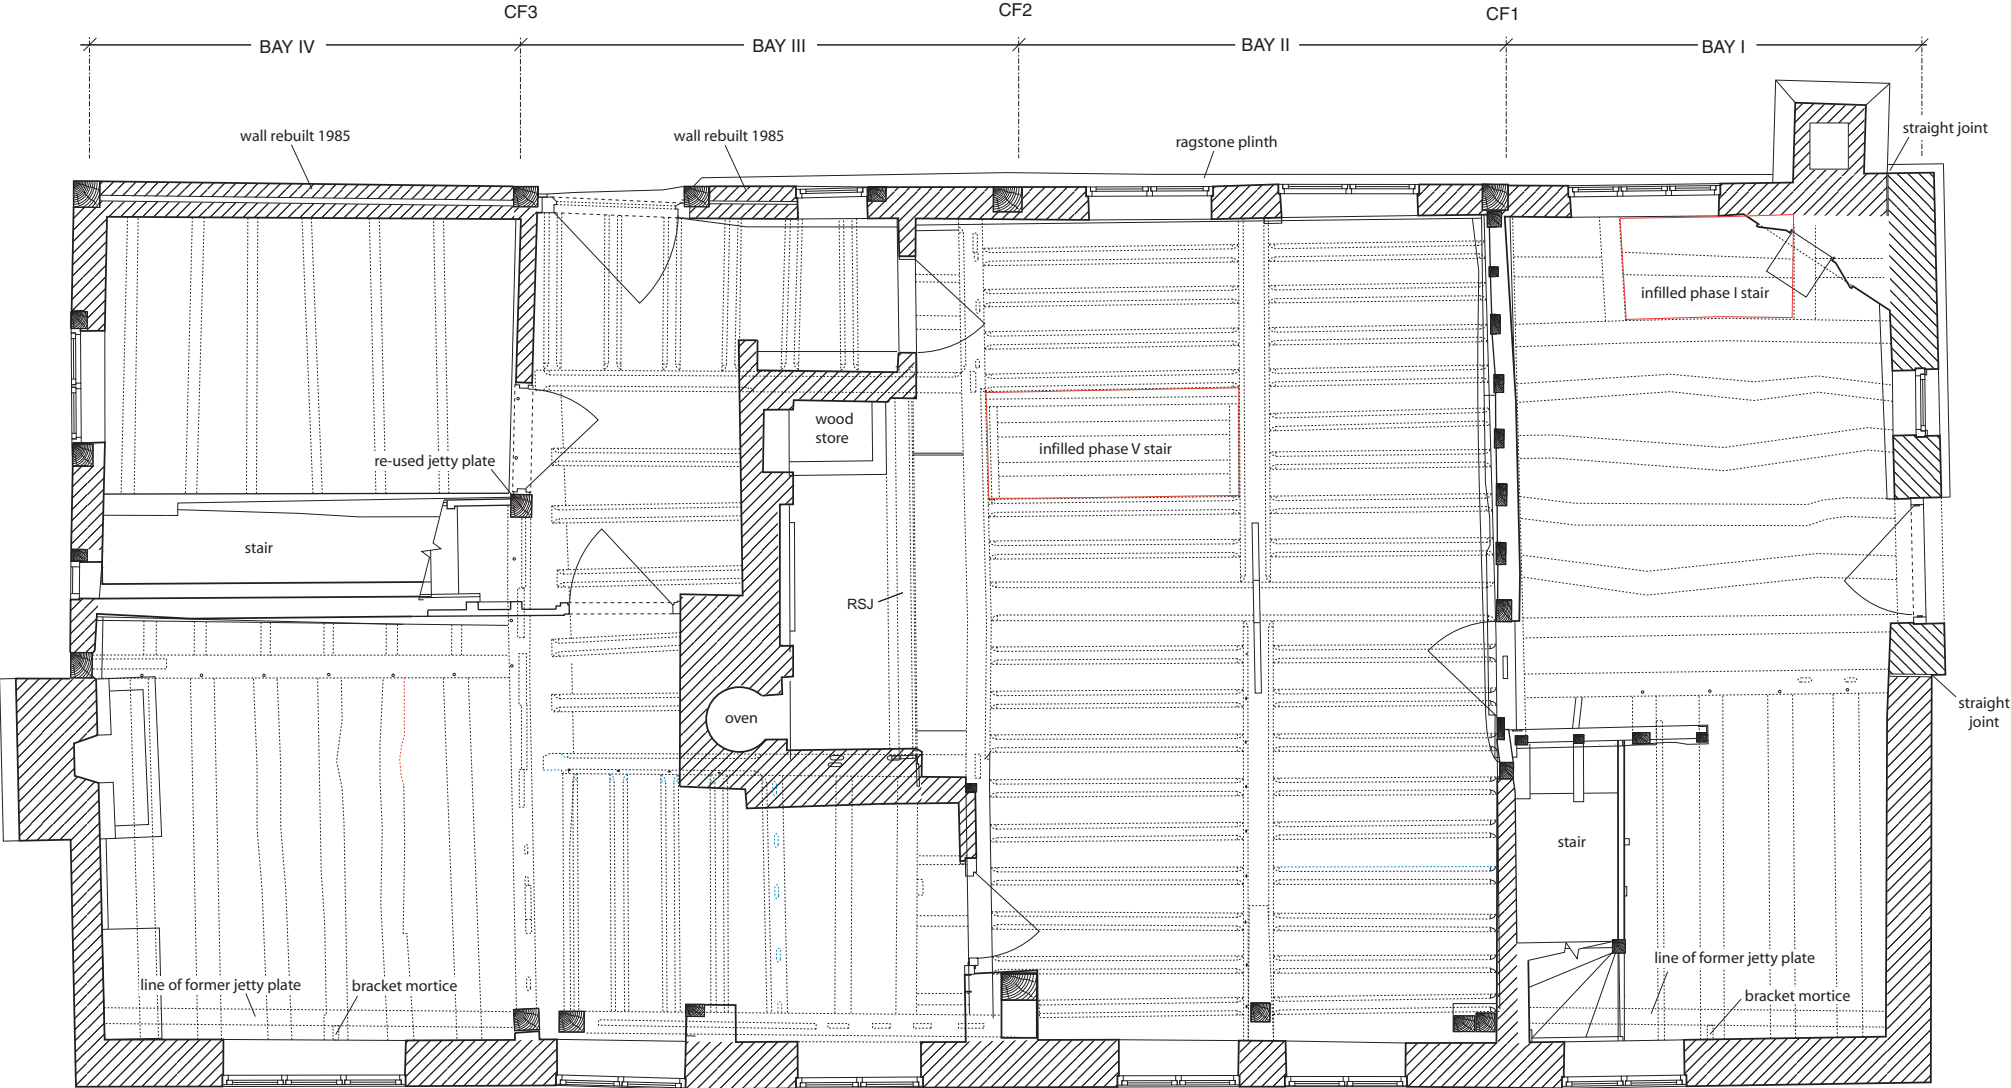 CF3
CF2
CF1
BAY IV
BAY III
BAY II
BAY I
wall rebuilt 1985
wall rebuilt 1985
ragstone plinth
straight joint
infilled phase I stair
wood
store
infilled phase V stair
re-used jetty plate
stair
RSJ
oven
straight
joint
stair
line of former jetty plate
bracket mortice
line of former jetty plate
bracket mortice